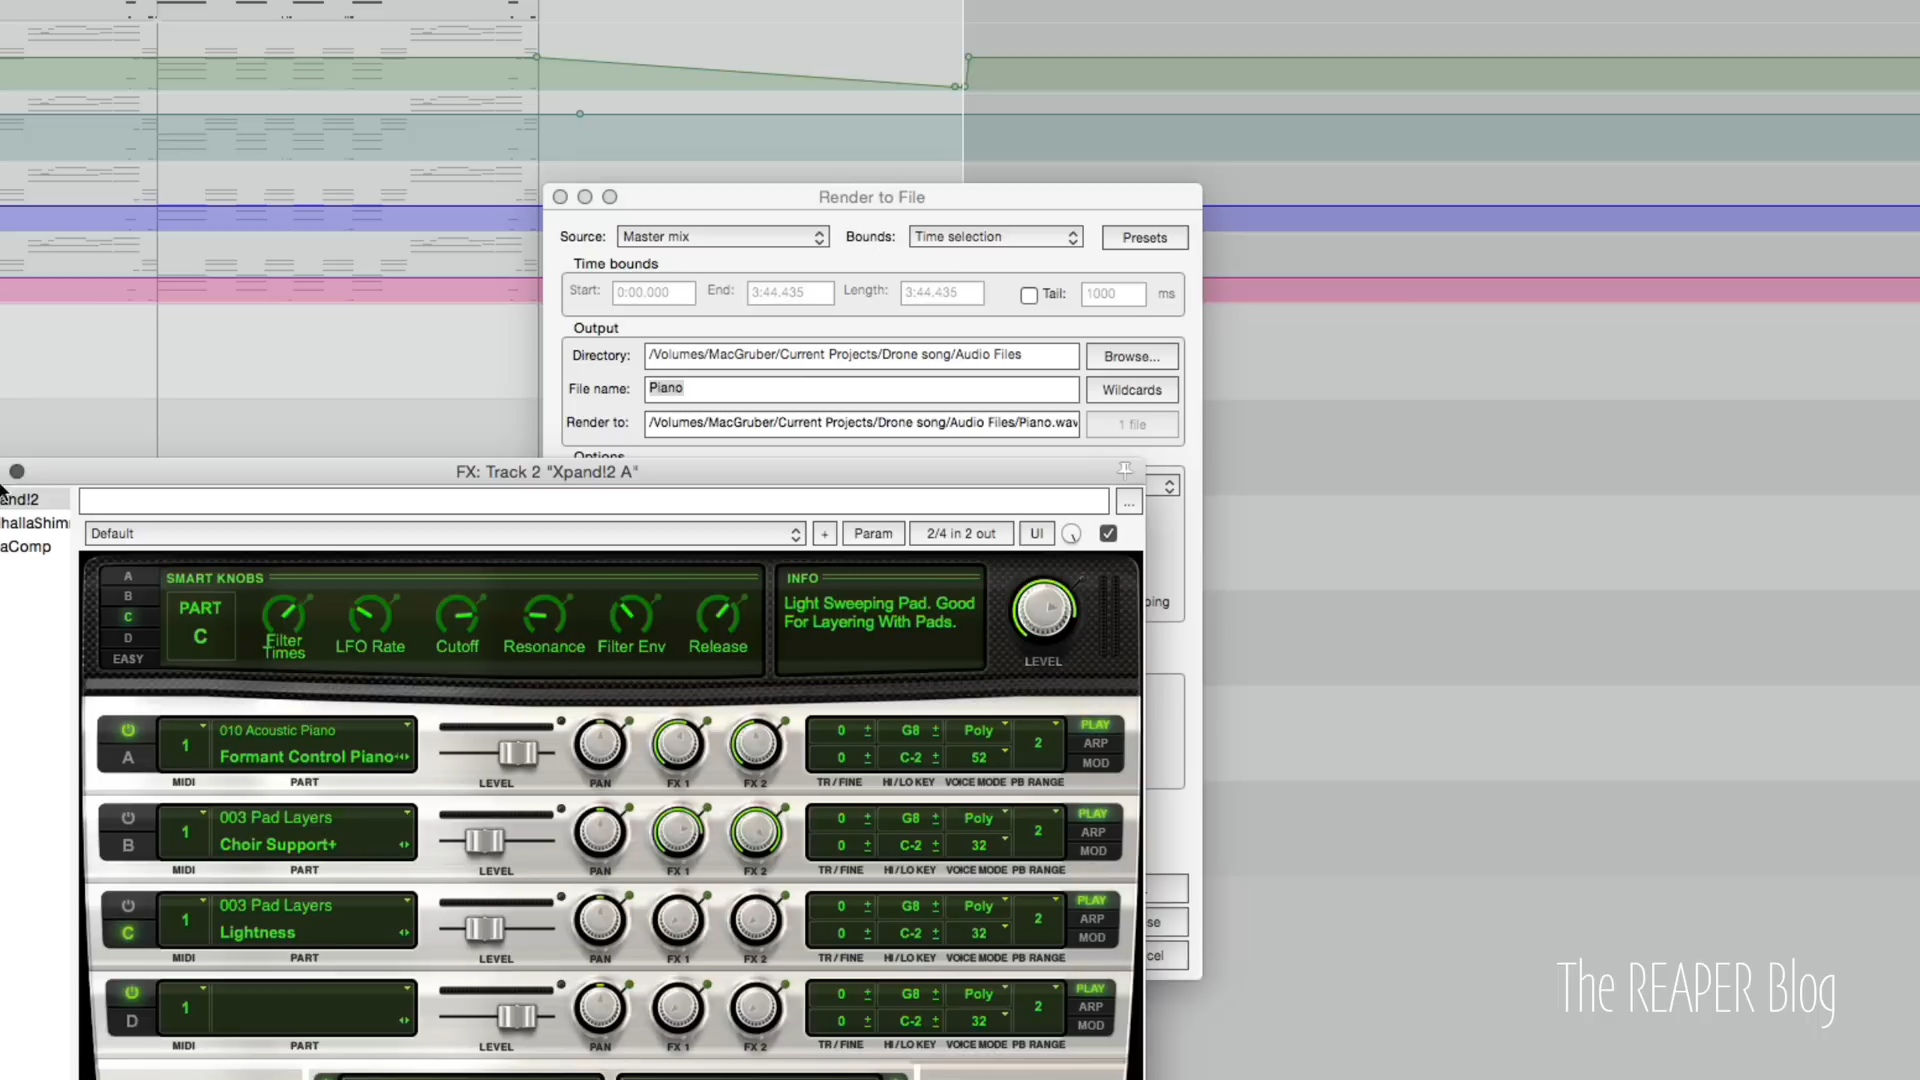 Render to File
Source: Master mix Bounds: Time selection Presets
Time bounds
Start: 0:00.000 End: 3:44.435 Length: 3:44.435 Tail: 1000 ms
Output
Directory: /Volumes/MacGruber/Current Projects/Drone song/Audio Files Browse...
File name: Piano Wildcards
Render to: /Volumes/MacGruber/Current Projects/Drone song/Audio Files/Piano.wav 1 file
Options
FX: Track 2 "Xpand!2 A"
and!2 ...
hallaShim
Default + Param 2/4 in 2 out UI
aComp
A SMART KNOBS INFO
B PART Light Sweeping Pad. Good
C C For Layering With Pads.
D Filter Times LFO Rate Cutoff Resonance Filter Env Release
EASY LEVEL
ping
010 Acoustic Piano 0 ± G8 ± Poly PLAY
1 2 ARP
A Formant Control Piano 0 ± C-2 ± 52 MOD
MIDI PART LEVEL PAN FX 1 FX 2 TR / FINE HI / LO KEY VOICE MODE PB RANGE
003 Pad Layers 0 ± G8 ± Poly PLAY
1 2 ARP
B Choir Support+ 0 ± C-2 ± 32 MOD
MIDI PART LEVEL PAN FX 1 FX 2 TR / FINE HI / LO KEY VOICE MODE PB RANGE
003 Pad Layers 0 ± G8 ± Poly PLAY
1 2 ARP
C Lightness 0 ± C-2 ± 32 MOD
se
MIDI PART LEVEL PAN FX 1 FX 2 TR / FINE HI / LO KEY VOICE MODE PB RANGE
cel
0 ± G8 ± Poly PLAY
1 2 ARP
D 0 ± C-2 ± 32 MOD
MIDI PART LEVEL PAN FX 1 FX 2 TR / FINE HI / LO KEY VOICE MODE PB RANGE
The REAPER Blog